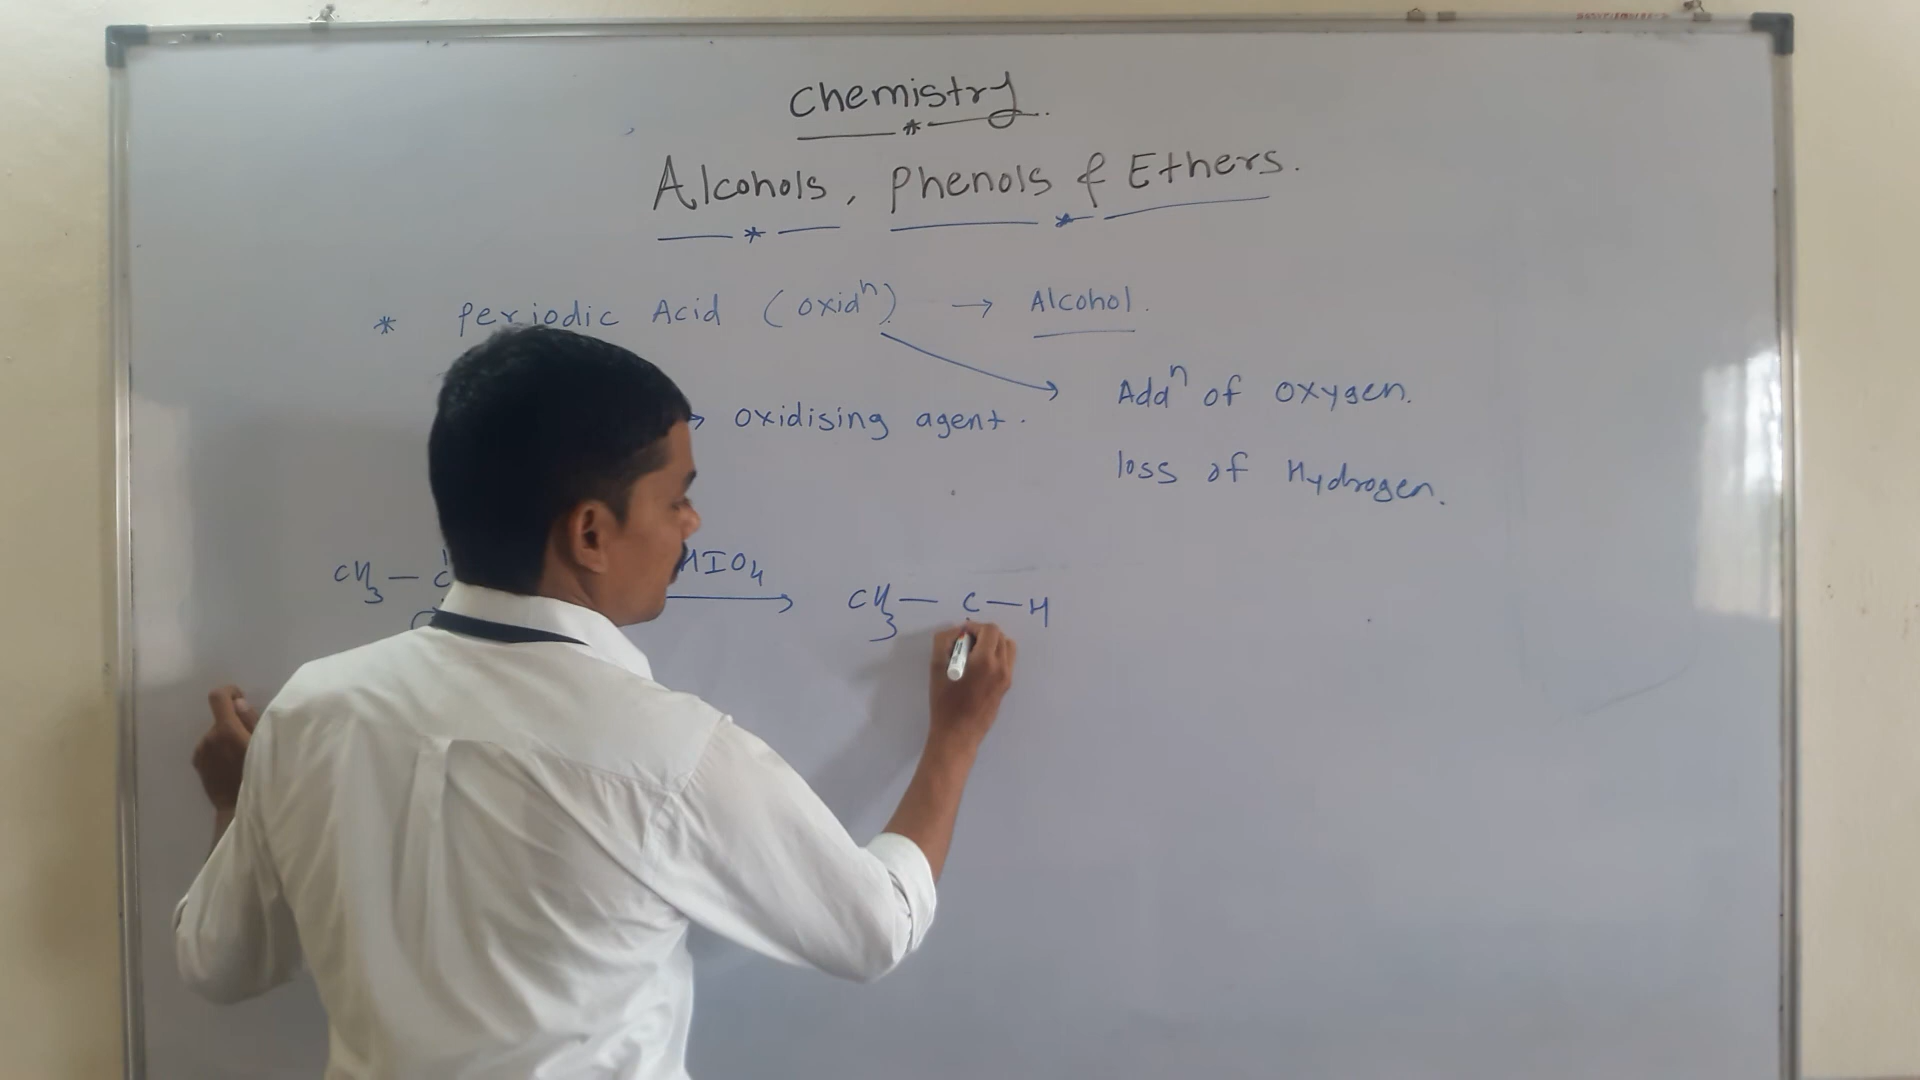 Chemistry.
Alcohols, Phenols & Ethers.
* Periodic Acid (oxidⁿ) → Alcohol.
Addⁿ of oxygen.
→ oxidising agent.
loss of Hydrogen.
CH₃ — C
HIO₄
CH₃ — C — H